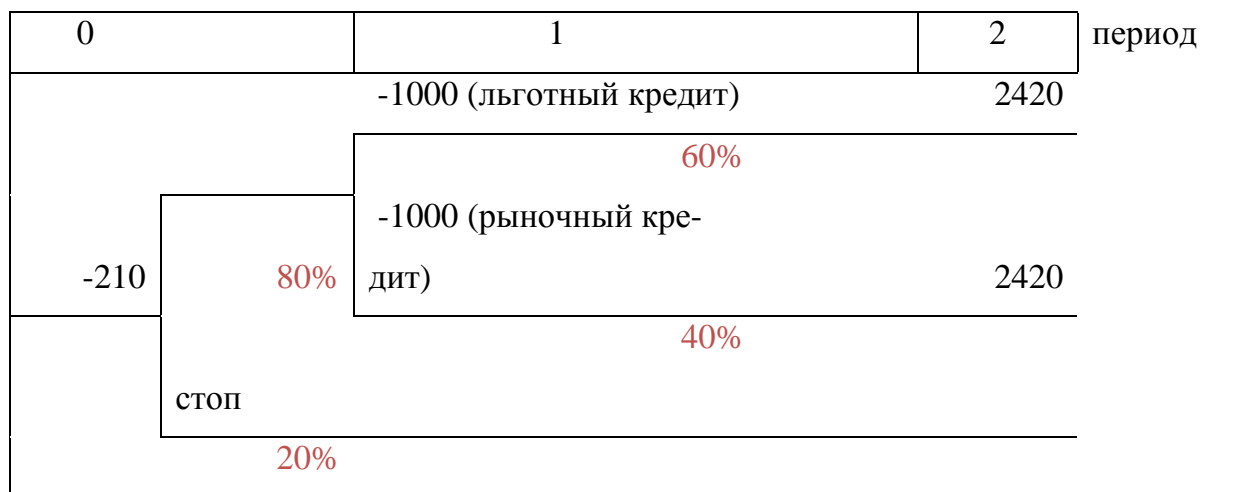 0 1 2 период
-1000 (льготный кредит) 2420
60%
-1000 (рыночный кре-
-210 80% дит) 2420
40%
стоп
20%